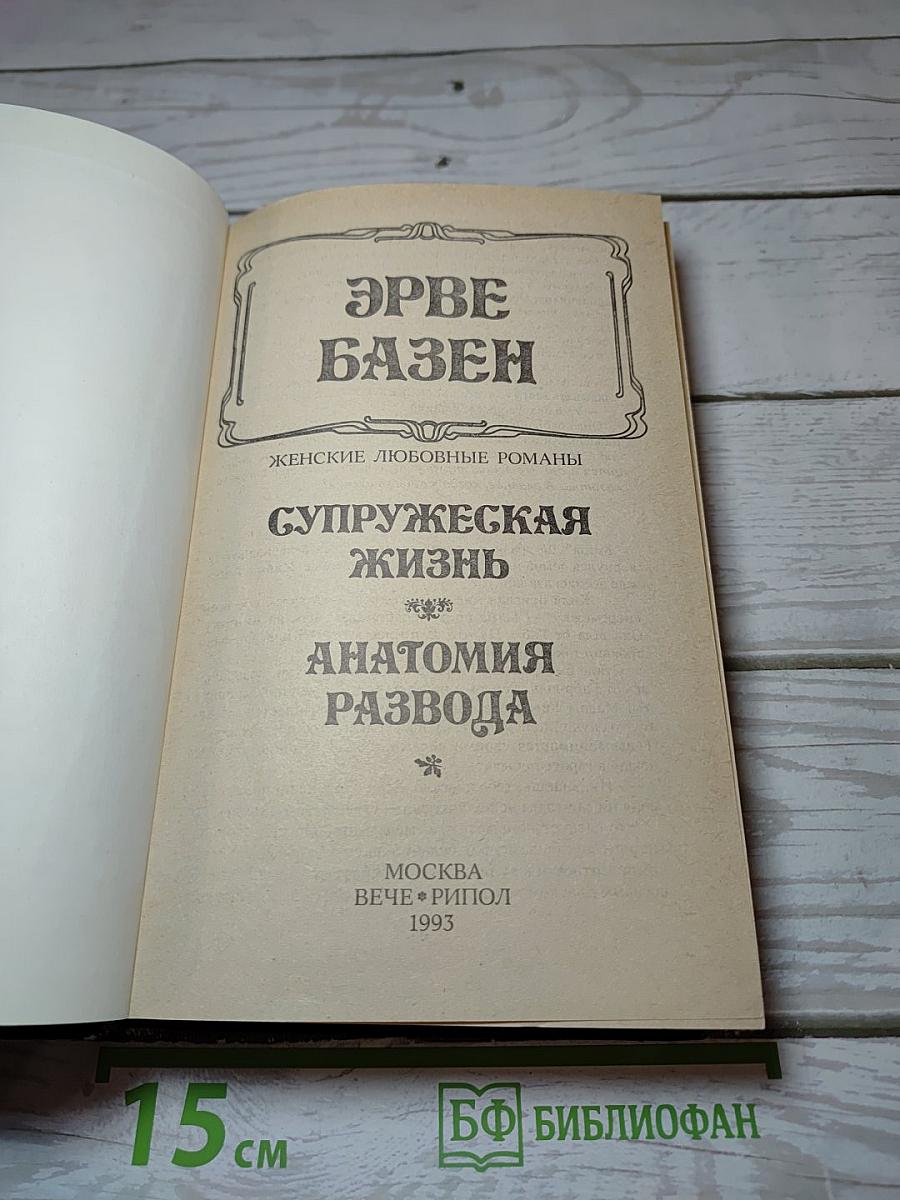 ЭРВЕ
БАЗЕН
ЖЕНСКИЕ ЛЮБОВНЫЕ РОМАНЫ
СУПРУЖЕСКАЯ
ЖИЗНЬ
АНАТОМИЯ
РАЗВОДА
МОСКВА
ВЕЧЕ * РИПОЛ
1993
15 см
БФ БИБЛИОФАН